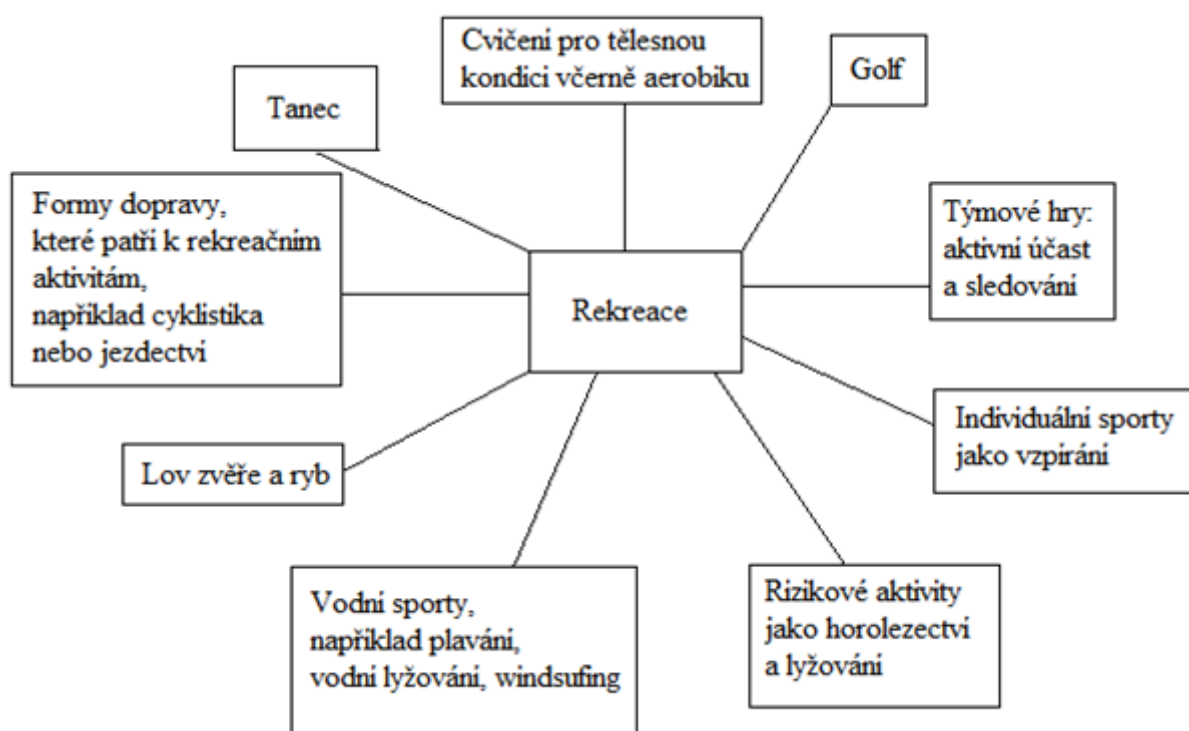 Cvičení pro tělesnou
kondici včerně aerobiku
Golf
Tanec
Formy dopravy,
které patří k rekreačním
aktivitám,
například cyklistika
nebo jezdectví
Týmové hry:
aktivní účast
a sledování
Rekreace
Individuální sporty
jako vzpírání
Lov zvěře a ryb
Vodní sporty,
například plavání,
vodní lyžování, windsufing
Rizikové aktivity
jako horolezectví
a lyžování